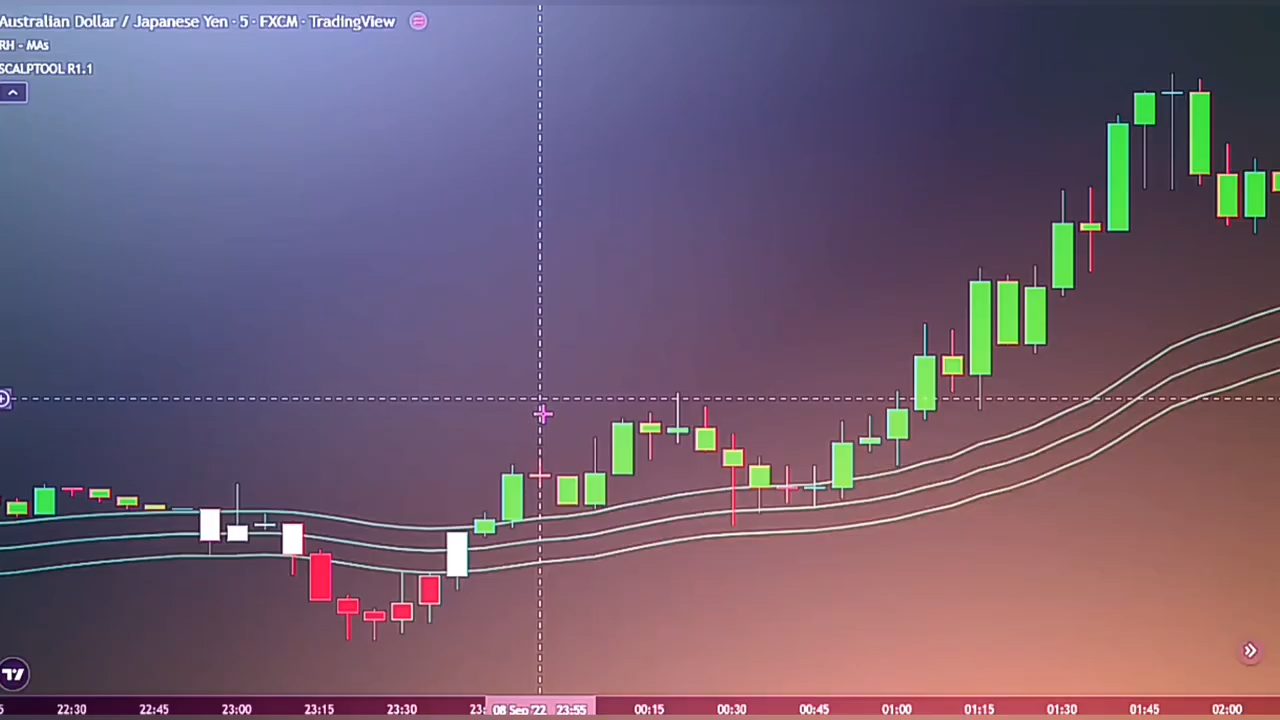 Australian Dollar / Japanese Yen · 5 · FXCM · TradingView
RH - MAs
SCALPTOOL R1.1
22:30 22:45 23:00 23:15 23:30 23: 08 Sep '22 23:55 00:15 00:30 00:45 01:00 01:15 01:30 01:45 02:00